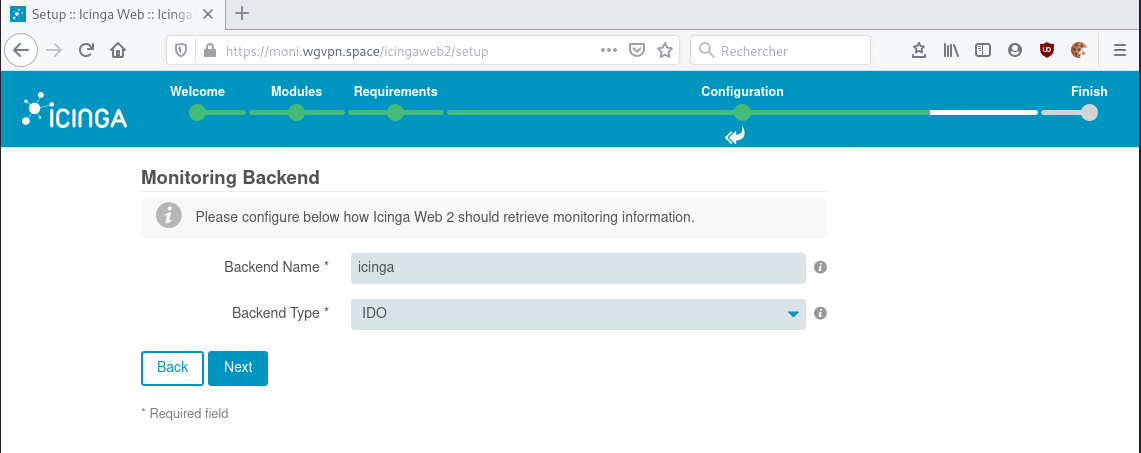 Setup :: Icinga Web :: Icinga
https://moni.wgvpn.space/icingaweb2/setup
Rechercher
ICINGA
Welcome
Modules
Requirements
Configuration
Finish
Monitoring Backend
Please configure below how Icinga Web 2 should retrieve monitoring information.
Backend Name * icinga
Backend Type * IDO
Back Next
* Required field